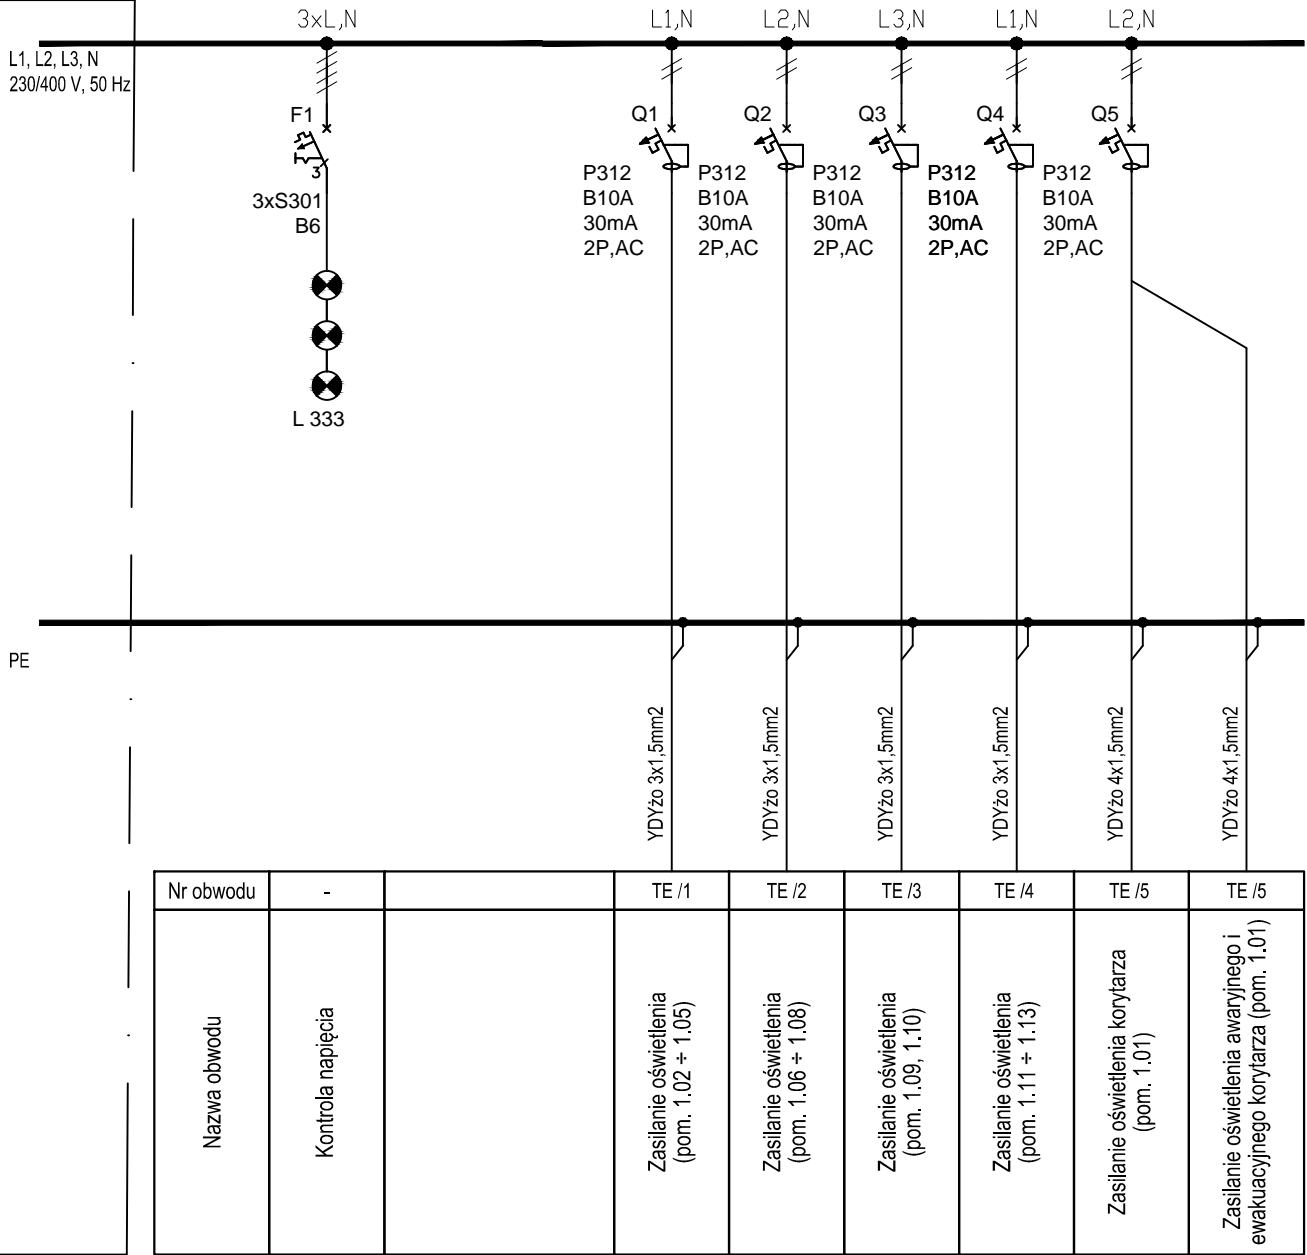 3xL,N
L1,N
L2,N
L3,N
L1,N
L2,N
L1, L2, L3, N
230/400 V, 50 Hz
F1
3
3xS301
B6
L 333
Q1
P312
B10A
30mA
2P,AC
Q2
P312
B10A
30mA
2P,AC
Q3
P312
B10A
30mA
2P,AC
Q4
P312
B10A
30mA
2P,AC
Q5
P312
B10A
30mA
2P,AC
PE
YDYżo 3x1,5mm2
YDYżo 3x1,5mm2
YDYżo 3x1,5mm2
YDYżo 3x1,5mm2
YDYżo 4x1,5mm2
YDYżo 4x1,5mm2
Nr obwodu
-
TE /1
TE /2
TE /3
TE /4
TE /5
TE /5
Nazwa obwodu
Kontrola napięcia
Zasilanie oświetlenia
(pom. 1.02 ÷ 1.05)
Zasilanie oświetlenia
(pom. 1.06 ÷ 1.08)
Zasilanie oświetlenia
(pom. 1.09, 1.10)
Zasilanie oświetlenia
(pom. 1.11 ÷ 1.13)
Zasilanie oświetlenia korytarza
(pom. 1.01)
Zasilanie oświetlenia awaryjnego i
ewakuacyjnego korytarza (pom. 1.01)